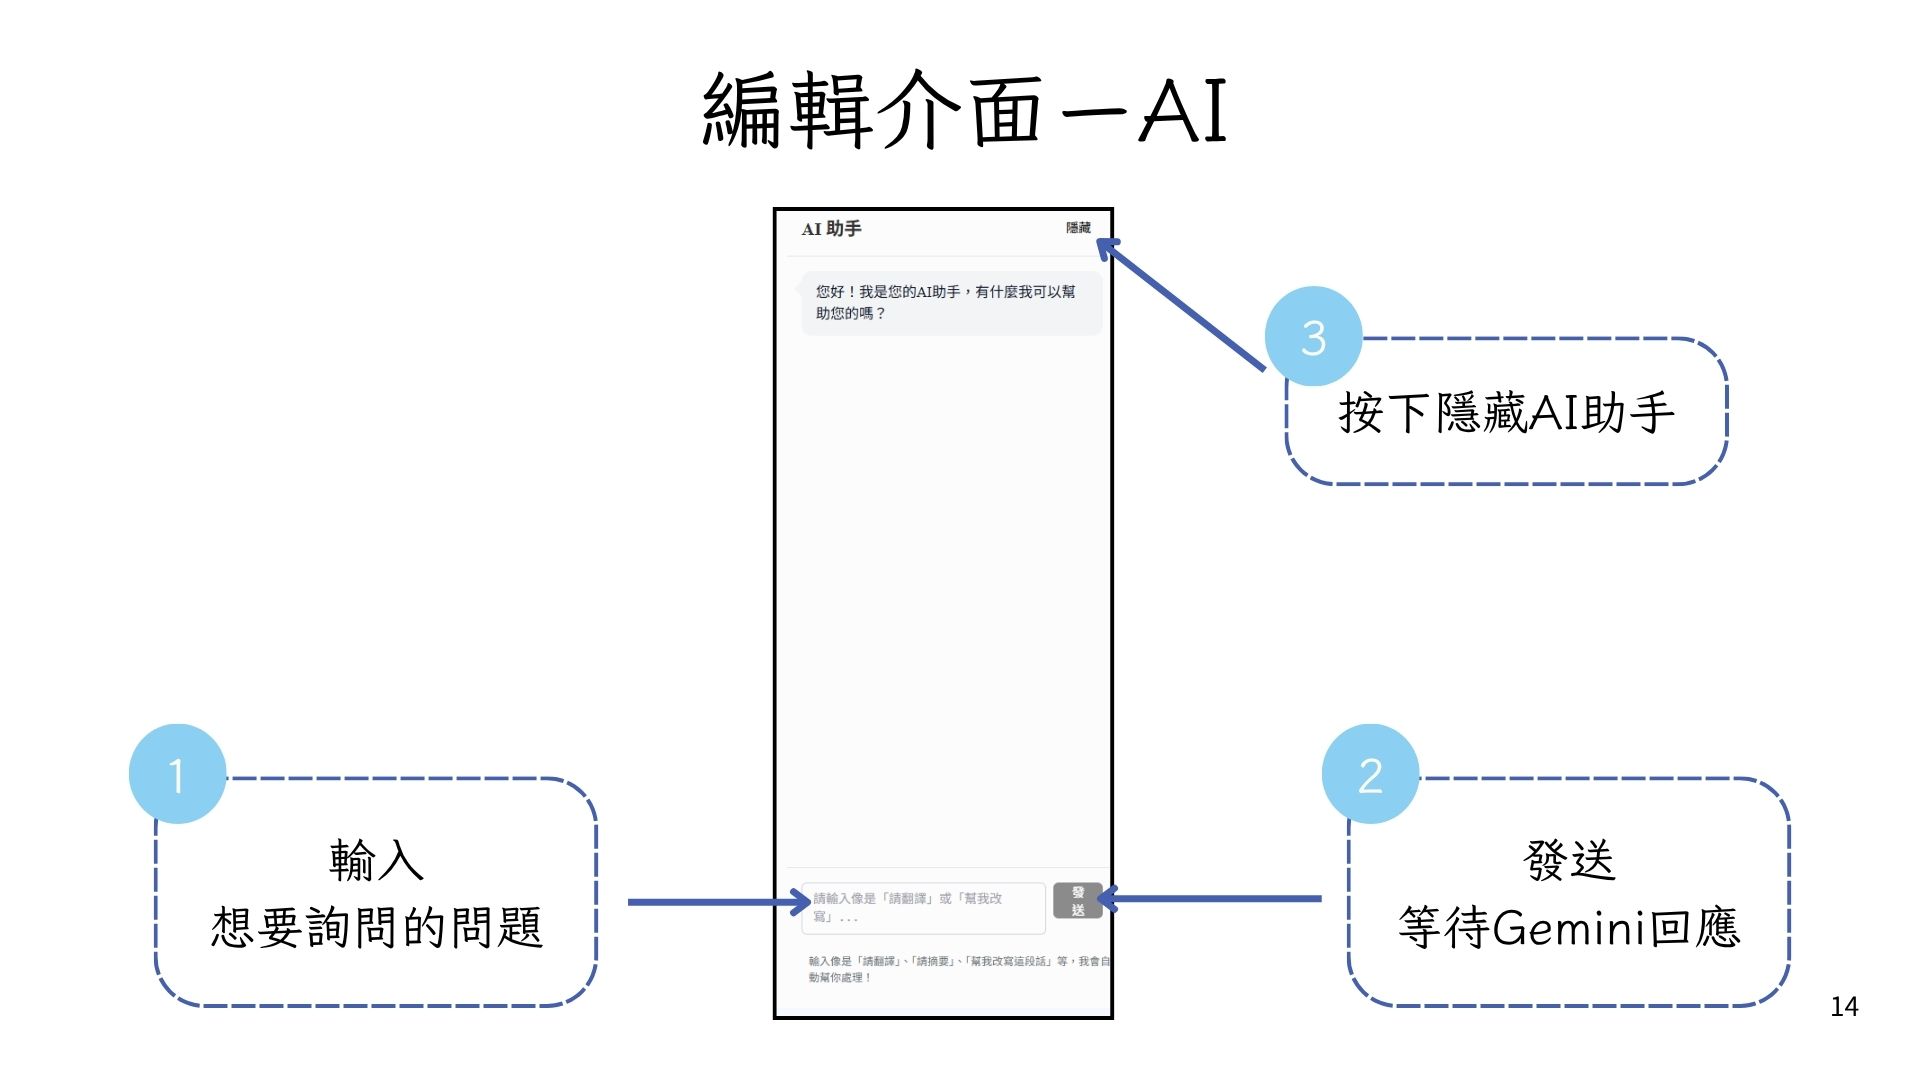 編輯介面－AI
AI 助手
隱藏
您好！我是您的AI助手，有什麼我可以幫
助您的嗎？
3
按下隱藏AI助手
1
輸入
想要詢問的問題
請輸入像是「請翻譯」或「幫我改
寫」...
發
送
輸入像是「請翻譯」、「請摘要」、「幫我改寫這段話」等，我會自
動幫你處理！
2
發送
等待Gemini回應
14